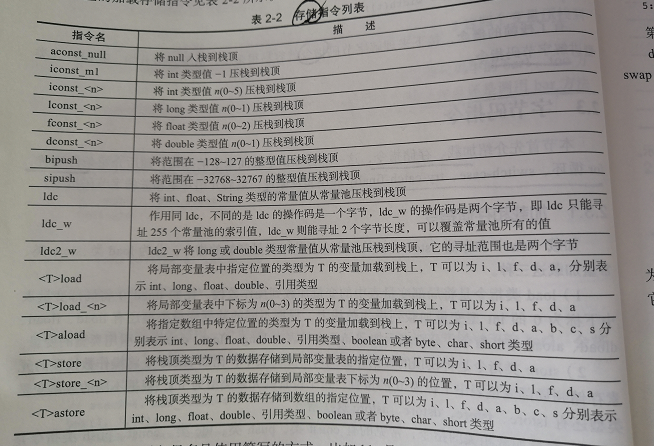 表 2-2 存储指令列表
指令名 描 述
aconst_null 将 null 入栈到栈顶
iconst_m1 将 int 类型值 −1 压栈到栈顶
iconst_<n> 将 int 类型值 n(0~5) 压栈到栈顶
lconst_<n> 将 long 类型值 n(0~1) 压栈到栈顶
fconst_<n> 将 float 类型值 n(0~2) 压栈到栈顶
dconst_<n> 将 double 类型值 n(0~1) 压栈到栈顶
bipush 将范围在 −128~127 的整型值压栈到栈顶
sipush 将范围在 −32768~32767 的整型值压栈到栈顶
ldc 将 int、float、String 类型的常量值从常量池压栈到栈顶
ldc_w 作用同 ldc，不同的是 ldc 的操作码是一个字节，ldc_w 的操作码是两个字节，即 ldc 只能寻
址 255 个常量池的索引值，ldc_w 则能寻址 2 个字节长度，可以覆盖常量池所有的值
ldc2_w ldc2_w 将 long 或 double 类型常量值从常量池压栈到栈顶，它的寻址范围也是两个字节
<T>load 将局部变量表中指定位置的类型为 T 的变量加载到栈上，T 可以为 i、l、f、d、a，分别表
示 int、long、float、double、引用类型
<T>load_<n> 将局部变量表中下标为 n(0~3) 的类型为 T 的变量加载到栈上，T 可以为 i、l、f、d、a
<T>aload 将指定数组中特定位置的类型为 T 的变量加载到栈上，T 可以为 i、l、f、d、a、b、c、s 分
别表示 int、long、float、double、引用类型、boolean 或者 byte、char、short 类型
<T>store 将栈顶类型为 T 的数据存储到局部变量表的指定位置，T 可以为 i、l、f、d、a
<T>store_<n> 将栈顶类型为 T 的数据存储到局部变量表下标为 n(0~3) 的位置，T 可以为 i、l、f、d、a
<T>astore 将栈顶类型为 T 的数据存储到数组的指定位置，T 可以为 i、l、f、d、a、b、c、s 分别表示
int、long、float、double、引用类型、boolean 或者 byte、char、short 类型
5:
第
d
swap
为